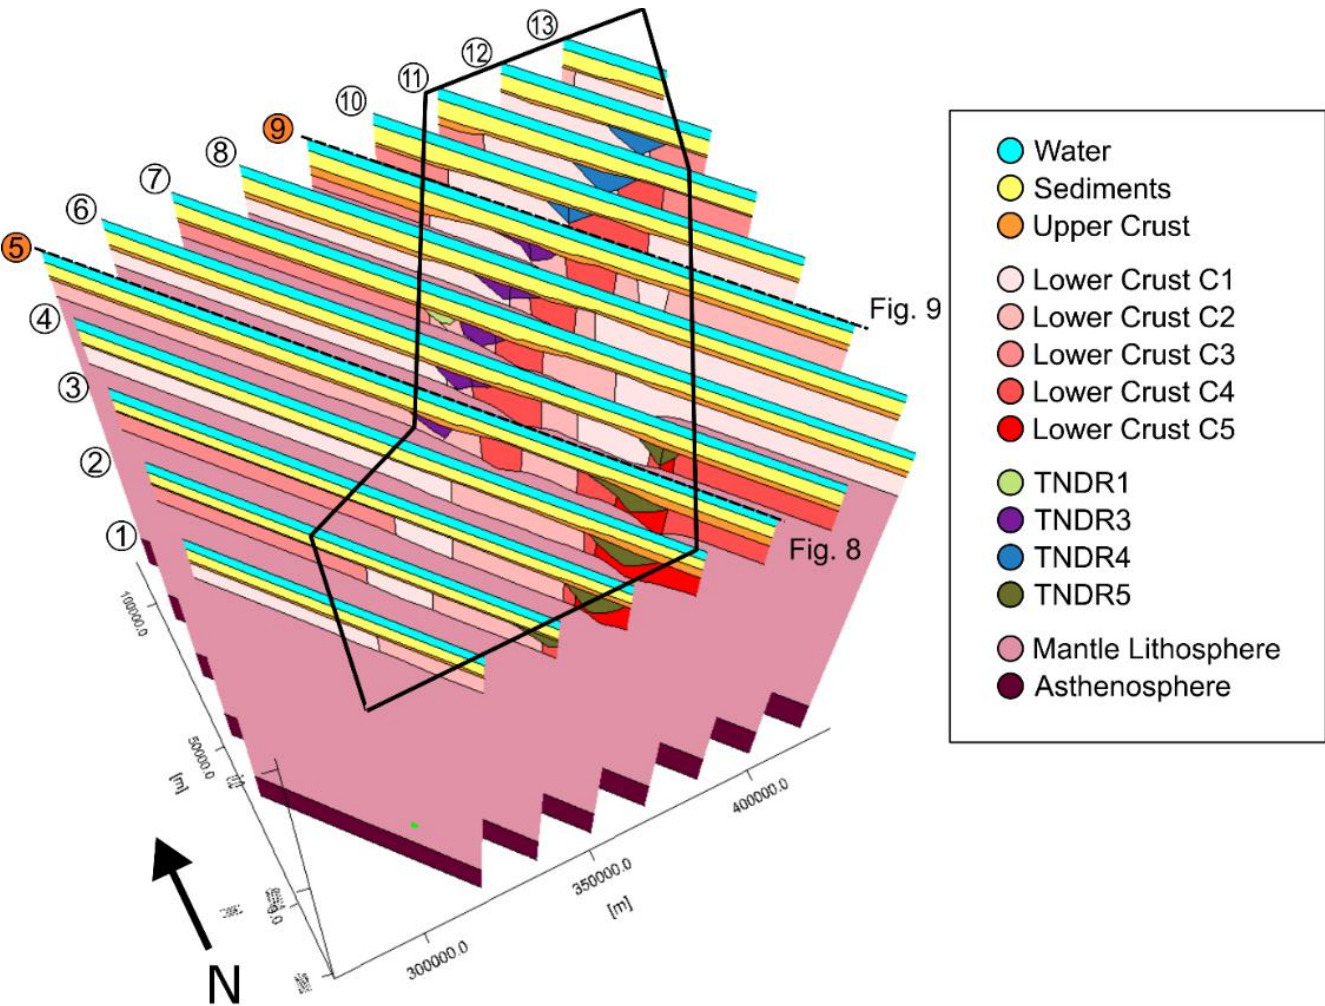 ⑬
⑫
⑪
⑩
⑨
⑧
⑦
⑥
⑤
④
③
②
①
Fig. 9
Fig. 8
Water
Sediments
Upper Crust
Lower Crust C1
Lower Crust C2
Lower Crust C3
Lower Crust C4
Lower Crust C5
TNDR1
TNDR3
TNDR4
TNDR5
Mantle Lithosphere
Asthenosphere
100000.0
50000.0
[m]
300000.0
350000.0
400000.0
[m]
N